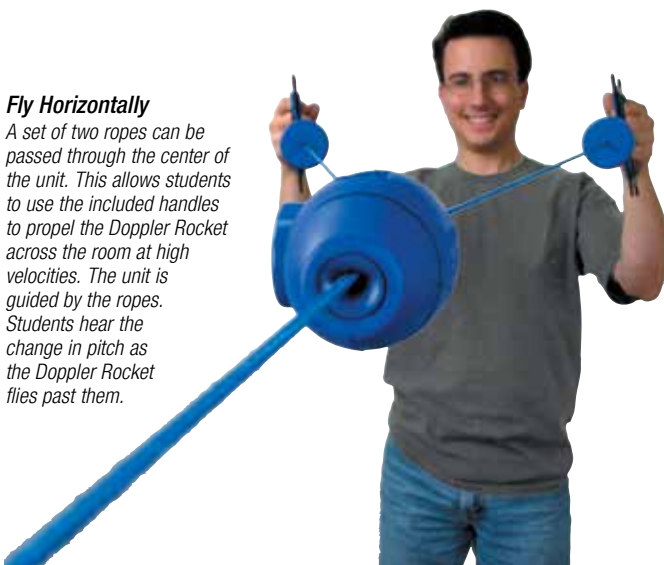 Fly Horizontally
A set of two ropes can be
passed through the center of
the unit. This allows students
to use the included handles
to propel the Doppler Rocket
across the room at high
velocities. The unit is
guided by the ropes.
Students hear the
change in pitch as
the Doppler Rocket
flies past them.